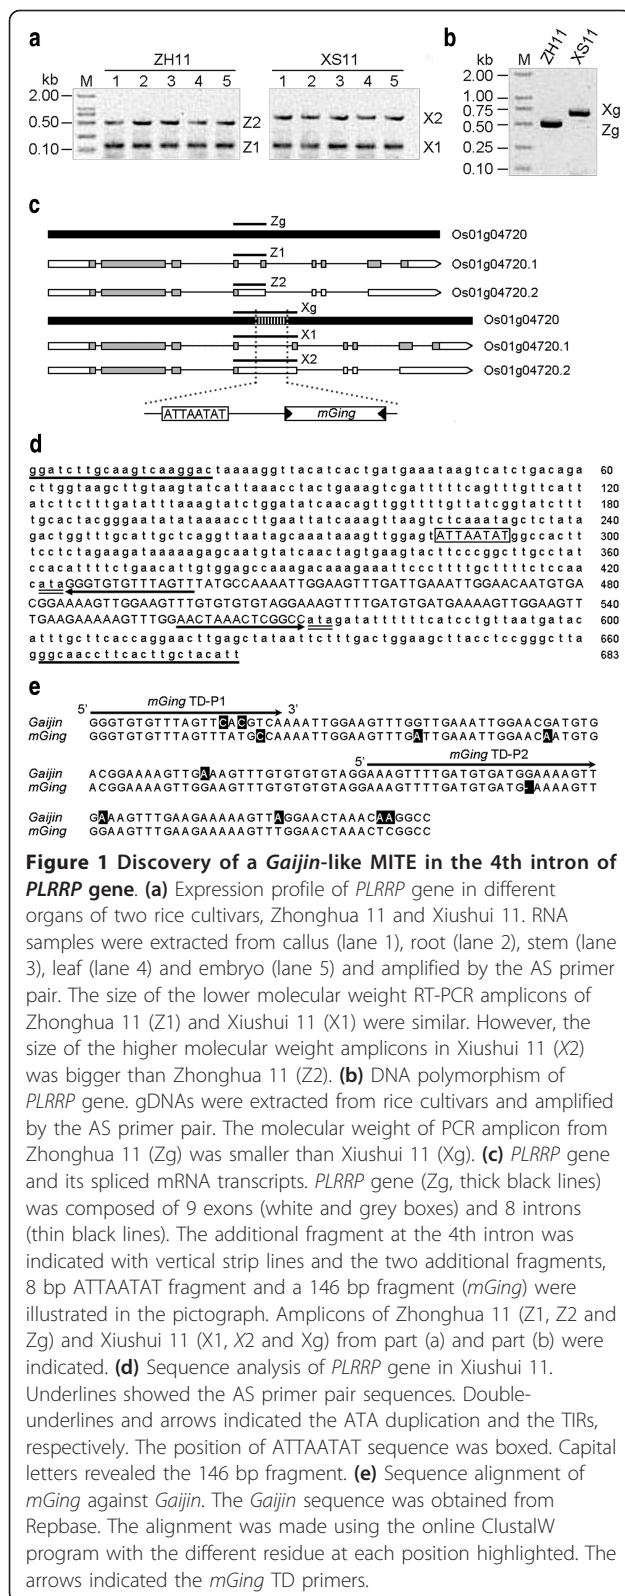 a
b
ZH11 XS11
kb M 1 2 3 4 5 1 2 3 4 5
2.00
0.50
0.10
Z2
Z1
X2
X1
kb M ZH11 XS11
2.00
1.00
0.75
0.50
0.25
0.10
Xg
Zg
c
Zg
Os01g04720
Z1
Os01g04720.1
Z2
Os01g04720.2
Xg
Os01g04720
X1
Os01g04720.1
X2
Os01g04720.2
ATTAATAT mGing
d
ggatcttgcaagtcaaggactaaaaggttacatcactgatgaaataagtcatctgacaga 60
cttggtaagcttgtaagtatcattaaccatactgaaagtcgatttttcagtttgttcatt 120
180
240
ATTAATAT 300
360
420
cataGGGTGTGTTTAGTTTATGCCAAAATTGGAAGTTTGATTGAAATTGGAACAATGTGA 480
CGGAAAAGTTGGAAGTTTGTGTGTGTAGGAAAGTTTTGATGTGATGAAAAGTTGGAAGTT 540
TGAAGAAAAAGTTTGGAACTAAACTCGGCCatagatatttttttgatctcctaaatgatac 600
atttgcttcaccaggaacttgagctataattcttttgactggaagcttacctccgggctta 660
gggcaaccttcacttgctacatt 683
e
5' mGing TD-P1 3'
Gaijin GGGTGTGTTTAGTTCACGTCAAAATTGGAAGTTTGGTTGAAATTGGAACGATGTG
mGing GGGTGTGTTTAGTTTATGCCAAAATTGGAAGTTTGATTGAAATTGGAACAATGTG
5' mGing TD-P2
Gaijin ACGGAAAAGTTGAAAGTTTGTGTGTGTAGGAAAGTTTTGATGTGATGGAAAAGTT
mGing ACGGAAAAGTTGGAAGTTTGTGTGTGTAGGAAAGTTTTGATGTGATG-AAAAGTT
Gaijin GAAAGTTTGAAGAAAAAGTTAGGAACTAAACAAGGCC
mGing GGAAGTTTGAAGAAAAAGTTTGGAACTAAACTCGGCC
Figure 1 Discovery of a Gaijin-like MITE in the 4th intron of
PLRRP gene. (a) Expression profile of PLRRP gene in different
organs of two rice cultivars, Zhonghua 11 and Xiushui 11. RNA
samples were extracted from callus (lane 1), root (lane 2), stem (lane
3), leaf (lane 4) and embryo (lane 5) and amplified by the AS primer
pair. The size of the lower molecular weight RT-PCR amplicons of
Zhonghua 11 (Z1) and Xiushui 11 (X1) were similar. However, the
size of the higher molecular weight amplicons in Xiushui 11 (X2)
was bigger than Zhonghua 11 (Z2). (b) DNA polymorphism of
PLRRP gene. gDNAs were extracted from rice cultivars and amplified
by the AS primer pair. The molecular weight of PCR amplicon from
Zhonghua 11 (Zg) was smaller than Xiushui 11 (Xg). (c) PLRRP gene
and its spliced mRNA transcripts. PLRRP gene (Zg, thick black lines)
was composed of 9 exons (white and grey boxes) and 8 introns
(thin black lines). The additional fragment at the 4th intron was
indicated with vertical strip lines and the two additional fragments,
8 bp ATTAATAT fragment and a 146 bp fragment (mGing) were
illustrated in the pictograph. Amplicons of Zhonghua 11 (Z1, Z2 and
Zg) and Xiushui 11 (X1, X2 and Xg) from part (a) and part (b) were
indicated. (d) Sequence analysis of PLRRP gene in Xiushui 11.
Underlines showed the AS primer pair sequences. Double-
underlines and arrows indicated the ATA duplication and the TIRs,
respectively. The position of ATTAATAT sequence was boxed. Capital
letters revealed the 146 bp fragment. (e) Sequence alignment of
mGing against Gaijin. The Gaijin sequence was obtained from
Repbase. The alignment was made using the online ClustalW
program with the different residue at each position highlighted. The
arrows indicated the mGing TD primers.